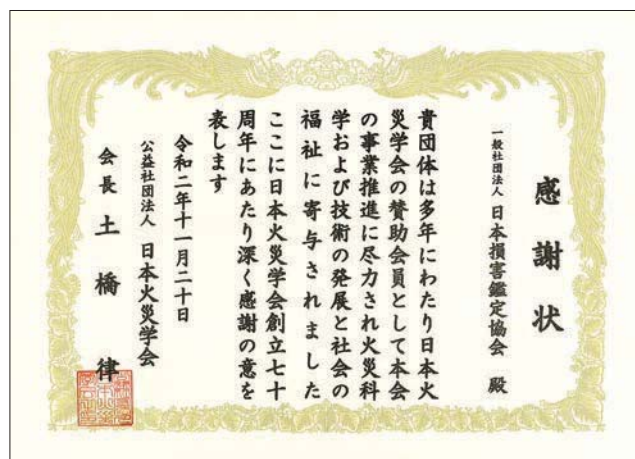 感謝状
一般社団法人 日本損害鑑定協会 殿
貴団体は多年にわたり日本火
災学会の賛助会員として本会
の事業推進に尽力され火災科
学および技術の発展と社会の
福祉に寄与されました
ここに日本火災学会創立七十
周年にあたり深く感謝の意を
表します
令和二年十一月二十日
公益社団法人 日本火災学会
会長 土橋 律